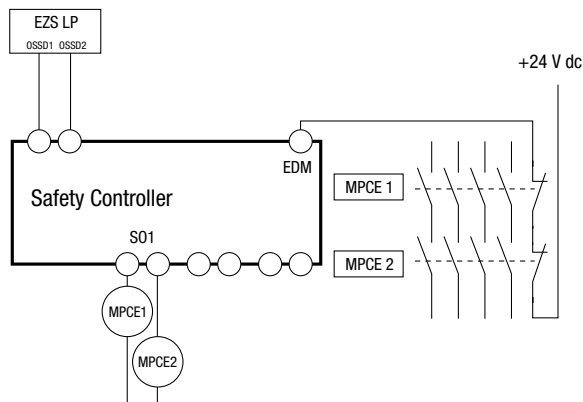 EZS LP
OSSD1 OSSD2
+24 V dc
EDM
MPCE 1
Safety Controller
SO1
MPCE 2
MPCE1
MPCE2